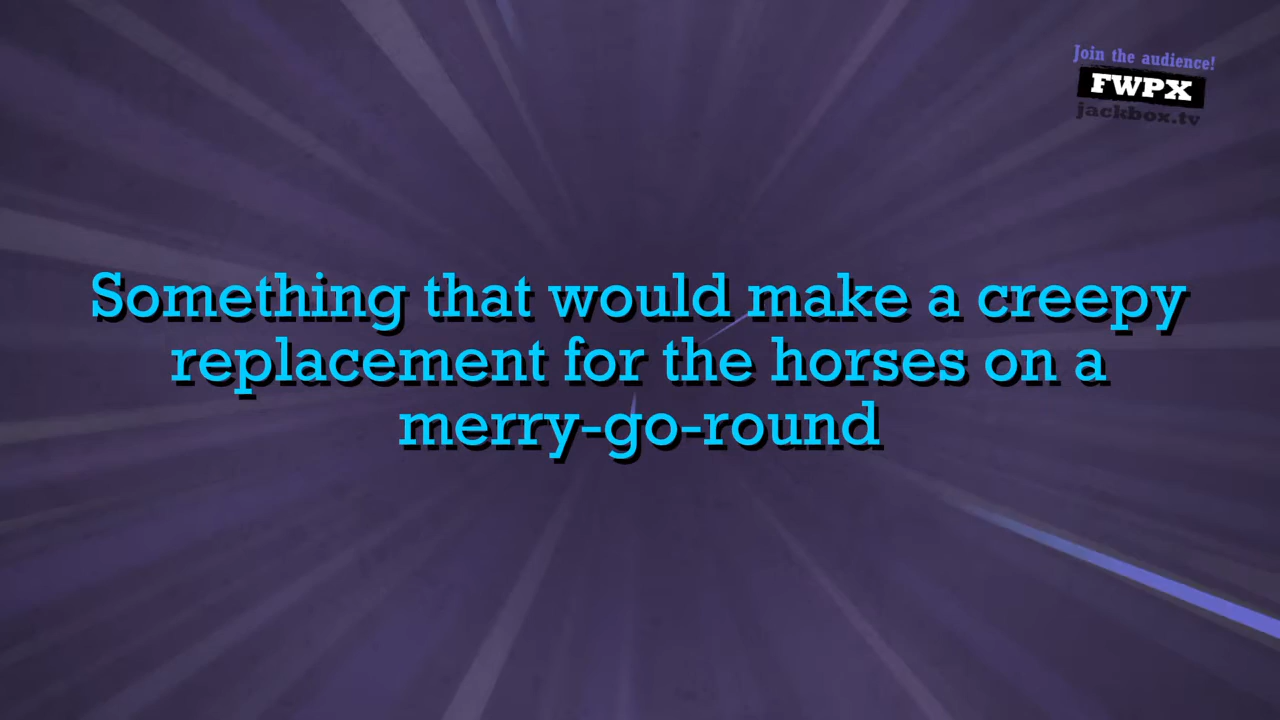 Join the audience!
FWPX
jackbox.tv
Something that would make a creepy
replacement for the horses on a
merry-go-round